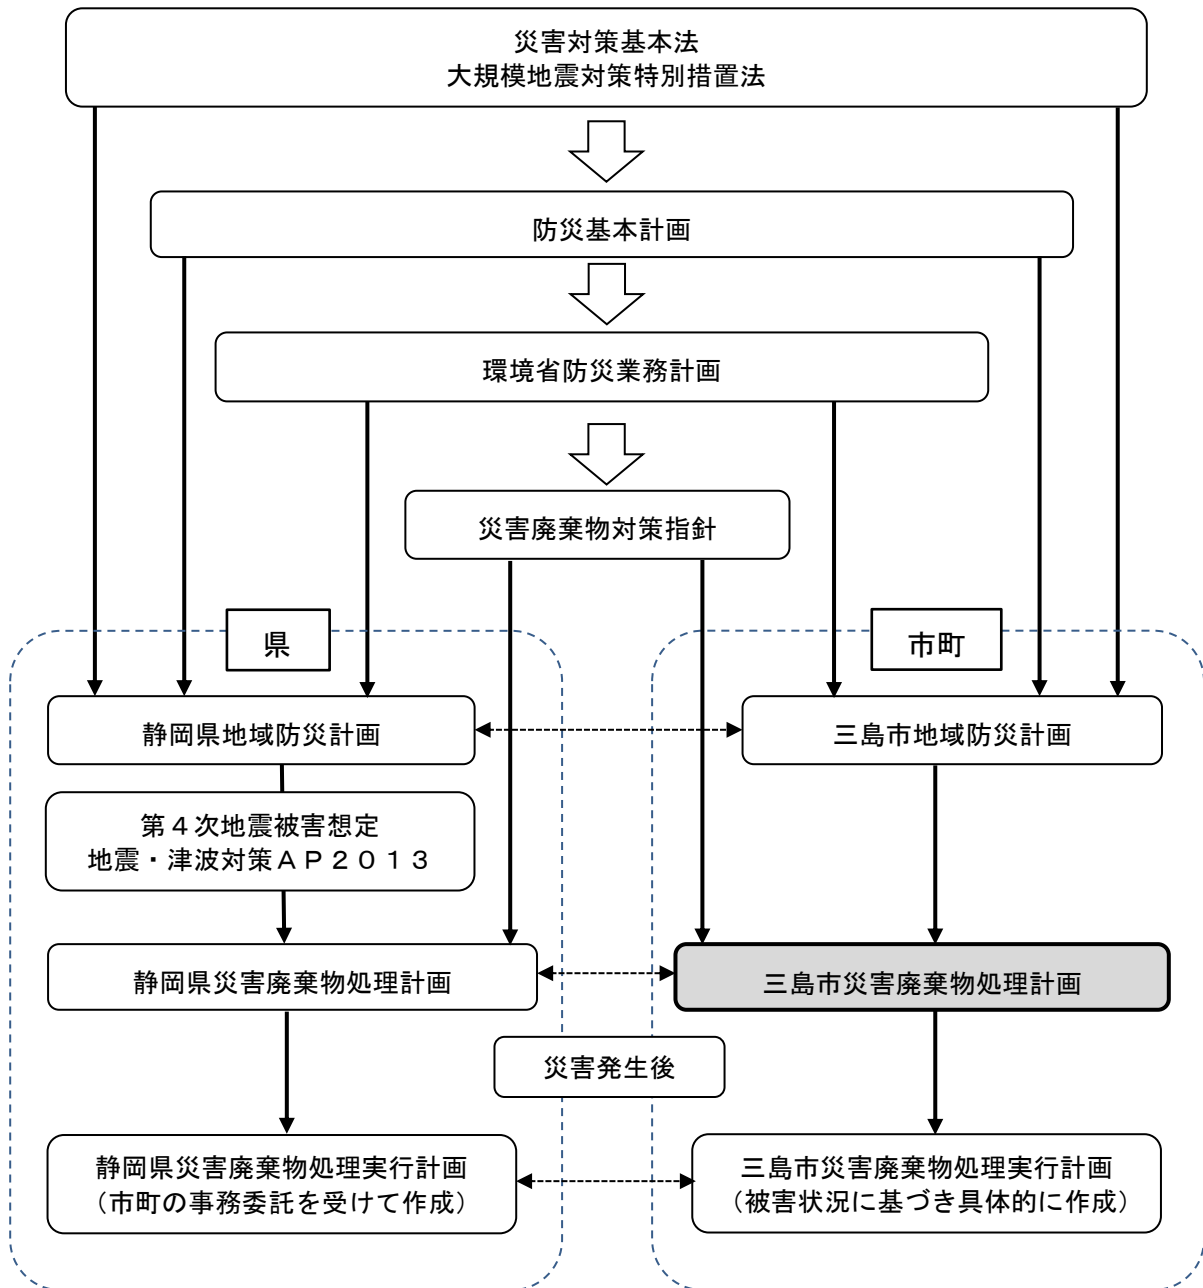 災害対策基本法
大規模地震対策特別措置法
防災基本計画
環境省防災業務計画
災害廃棄物対策指針
県
市町
静岡県地域防災計画
三島市地域防災計画
第4次地震被害想定
地震・津波対策AP2013
静岡県災害廃棄物処理計画
三島市災害廃棄物処理計画
災害発生後
静岡県災害廃棄物処理実行計画
(市町の事務委託を受けて作成)
三島市災害廃棄物処理実行計画
(被害状況に基づき具体的に作成)